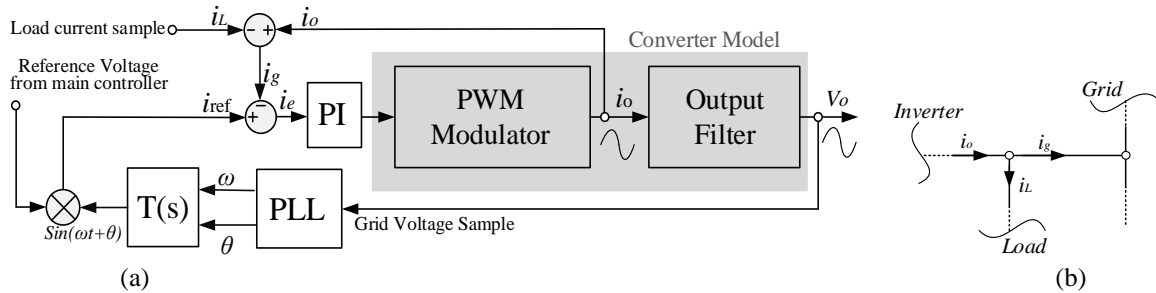 Load current sample
iL
- +
io
Converter Model
Reference Voltage
from main controller
ig
iref
+ −
ie
PI
PWM
Modulator
io
Output
Filter
Vo
T(s)
ω
θ
PLL
Grid Voltage Sample
Sin(ωt+θ)
(a)
Grid
Inverter
io
ig
iL
Load
(b)